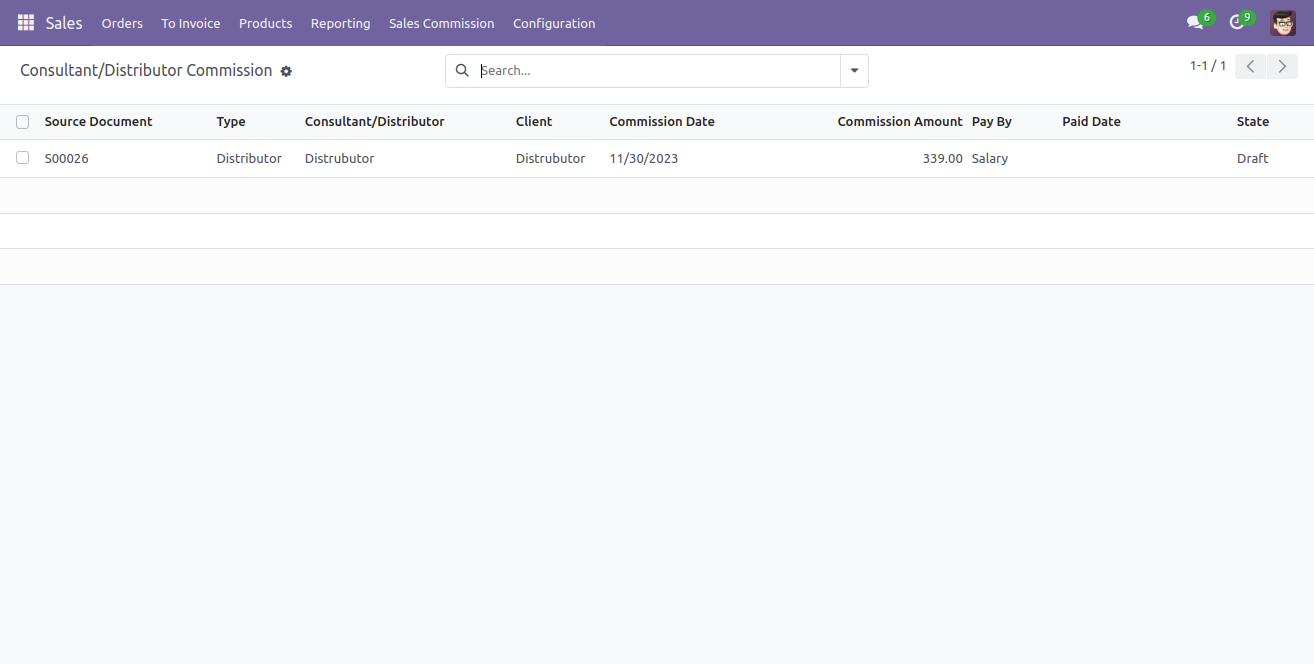 Sales Orders To Invoice Products Reporting Sales Commission Configuration 6 9
Consultant/Distributor Commission Search... 1-1 / 1
Source Document Type Consultant/Distributor Client Commission Date Commission Amount Pay By Paid Date State
S00026 Distributor Distrubutor Distrubutor 11/30/2023 339.00 Salary Draft